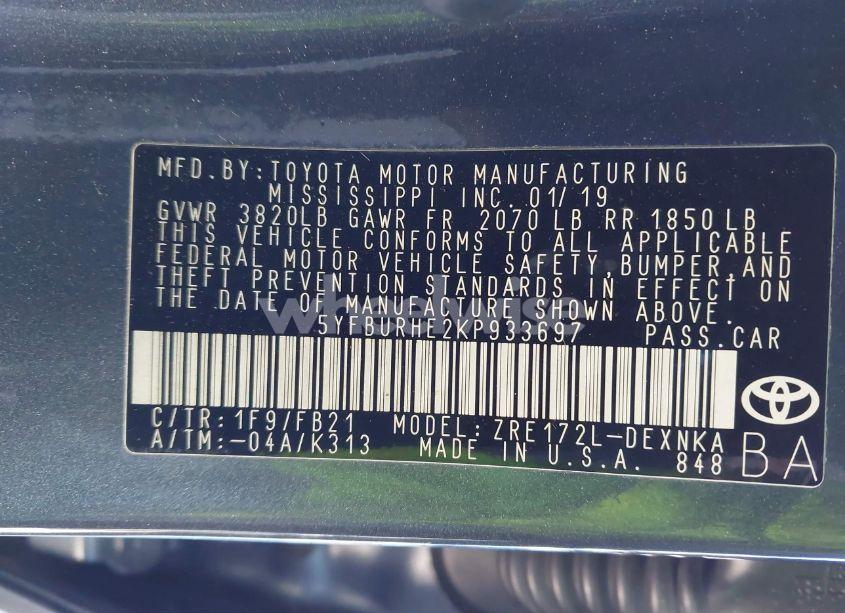 MFD.BY:TOYOTA MOTOR MANUFACTURING
MISSISSIPPI INC. 01/19
GVWR 3820LB GAWR FR 2070 LB RR 1850 LB
THIS VEHICLE CONFORMS TO ALL APPLICABLE
FEDERAL MOTOR VEHICLE SAFETY,BUMPER,AND
THEFT PREVENTION STANDARDS IN EFFECT ON
THE DATE OF MANUFACTURE SHOWN ABOVE.
wheelwise
5YFBURHE2KP933697 PASS.CAR
C/TR:1F9/FB21 MODEL:ZRE172L-DEXNKA
A/TM:-04A/K313 MADE IN U.S.A. 848
BA